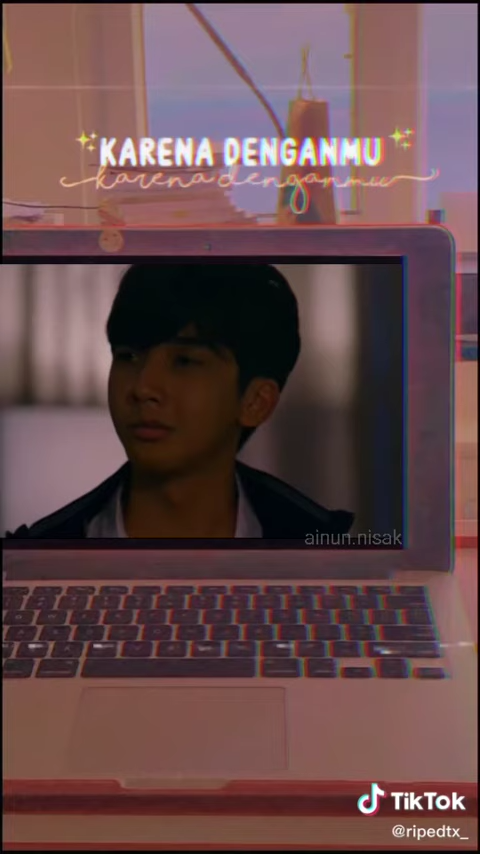 KARENA DENGANMU
karena denganmu
ainun.nisak
TikTok
@ripedtx_